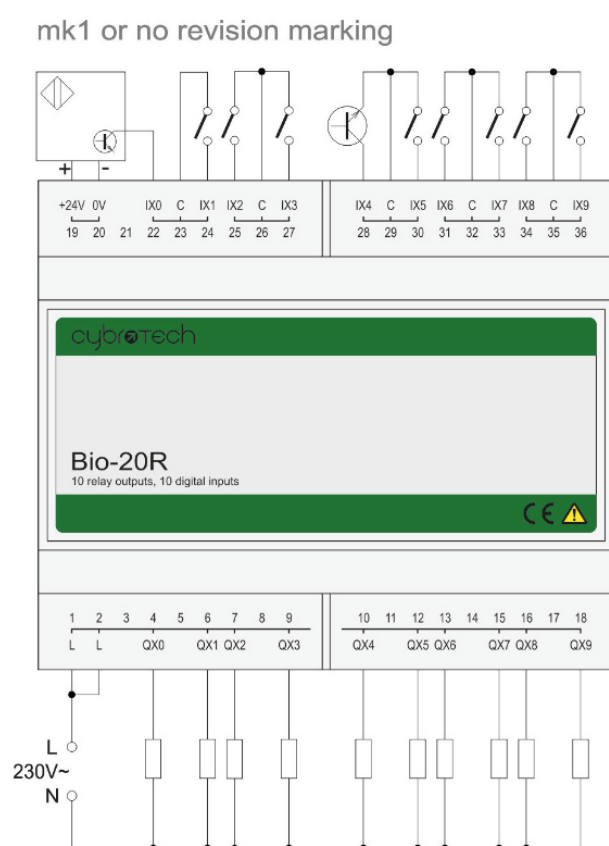 mk1 or no revision marking
+ -
+24V 0V IX0 C IX1 IX2 C IX3 IX4 C IX5 IX6 C IX7 IX8 C IX9
19 20 21 22 23 24 25 26 27 28 29 30 31 32 33 34 35 36
cybrotech
Bio-20R
10 relay outputs, 10 digital inputs
CE
1 2 3 4 5 6 7 8 9 10 11 12 13 14 15 16 17 18
L L QX0 QX1 QX2 QX3 QX4 QX5 QX6 QX7 QX8 QX9
L
230V~
N